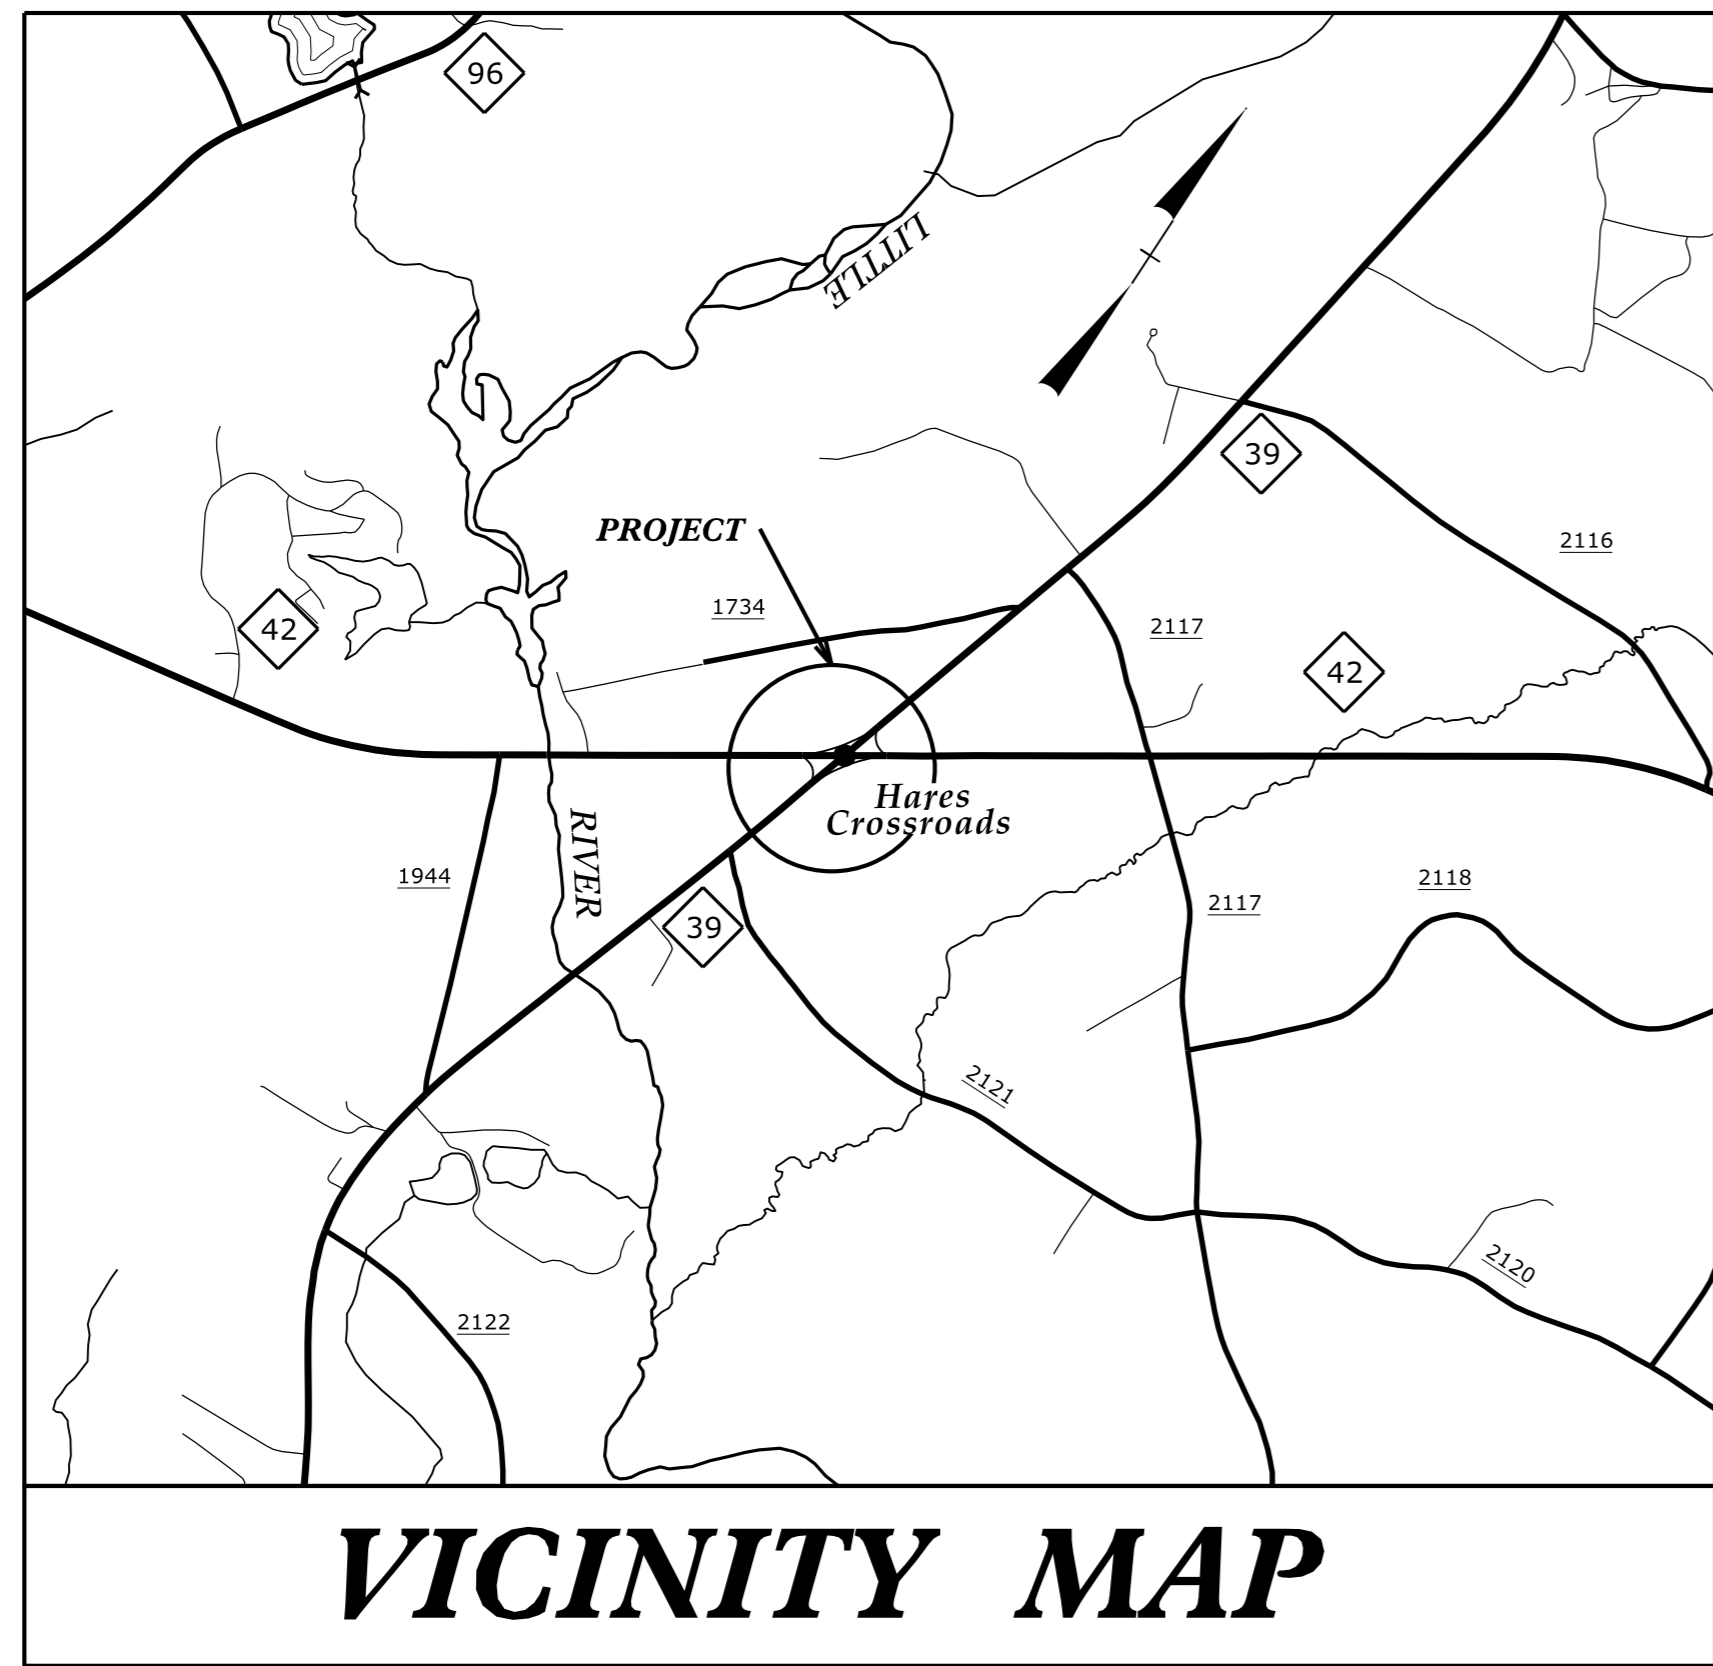 96
LITTLE
39
2116
PROJECT
1734
2117
42
42
Hares
Crossroads
RIVER
1944
2118
2117
39
2121
2120
2122
VICINITY MAP